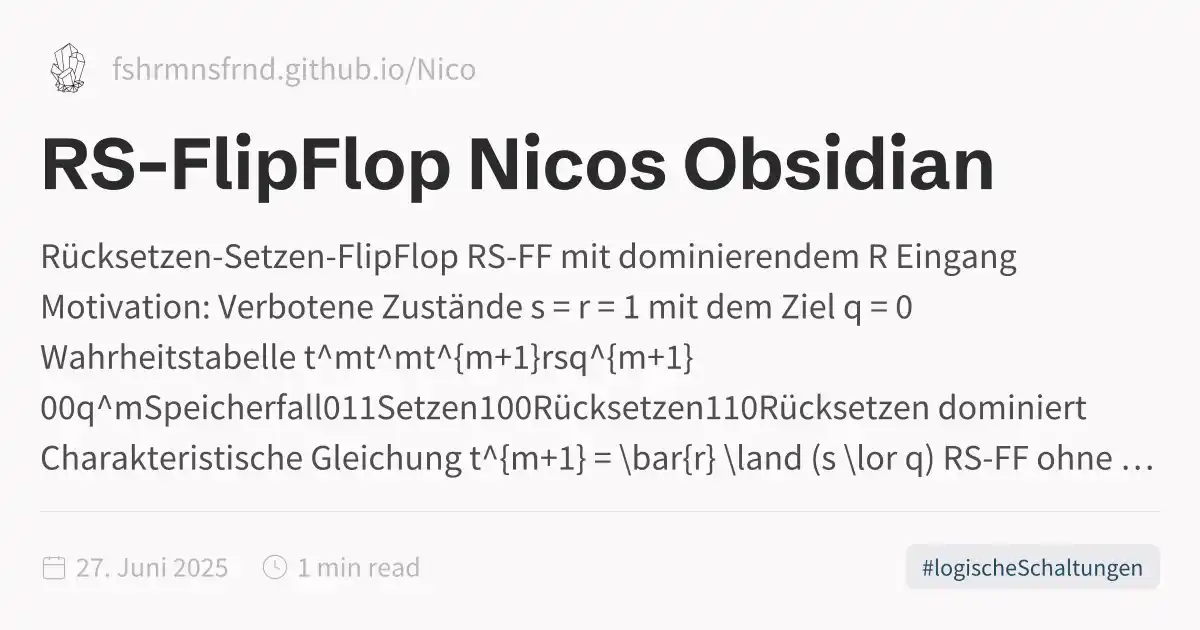 fshrmnsfrnd.github.io/Nico
RS-FlipFlop Nicos Obsidian
Rücksetzen-Setzen-FlipFlop RS-FF mit dominierendem R Eingang
Motivation: Verbotene Zustände s = r = 1 mit dem Ziel q = 0
Wahrheitstabelle t^mt^mt^{m+1}rsq^{m+1}
00q^mSpeicherfall011Setzen100Rücksetzen110Rücksetzen dominiert
Charakteristische Gleichung t^{m+1} = \bar{r} \land (s \lor q) RS-FF ohne …
27. Juni 2025 1 min read
#logischeSchaltungen